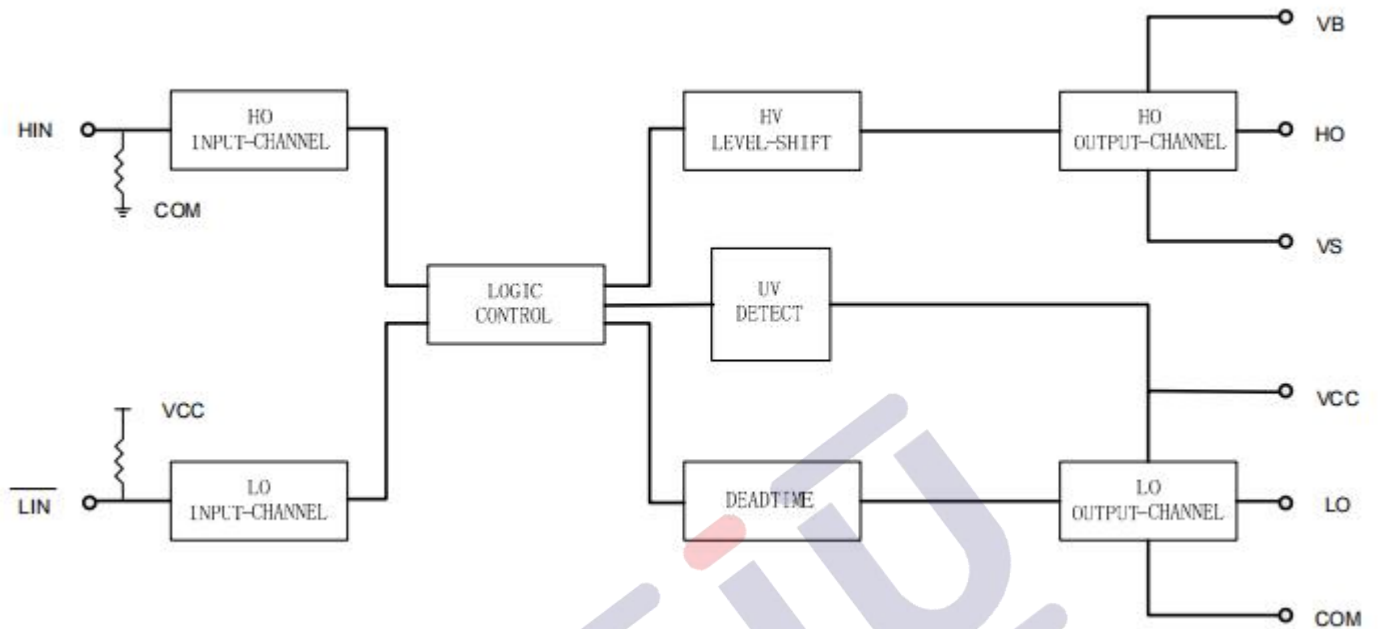 VB
HO
INPUT-CHANNEL
HV
LEVEL-SHIFT
HO
OUTPUT-CHANNEL
HIN
HO
COM
VS
LOGIC
CONTROL
UV
DETECT
VCC
VCC
LIN
LO
INPUT-CHANNEL
DEADTIME
LO
OUTPUT-CHANNEL
LO
COM